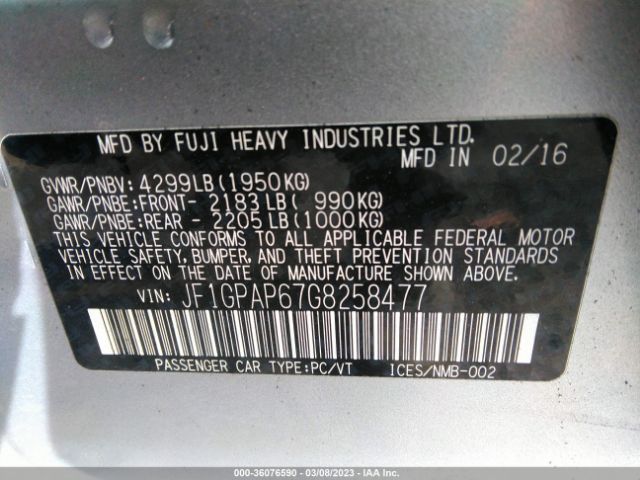 MFD BY FUJI HEAVY INDUSTRIES LTD.
MFD IN 02/16
GVWR/PNBV: 4299LB(1950KG)
GAWR/PNBE:FRONT- 2183LB( 990KG)
GAWR/PNBE:REAR - 2205LB(1000KG)
THIS VEHICLE CONFORMS TO ALL APPLICABLE FEDERAL MOTOR
VEHICLE SAFETY, BUMPER, AND THEFT PREVENTION STANDARDS
IN EFFECT ON THE DATE OF MANUFACTURE SHOWN ABOVE.
VIN: JF1GPAP67G8258477
PASSENGER CAR TYPE:PC/VT ICES/NMB-002
000-36076590 - 03/08/2023 - IAA Inc.